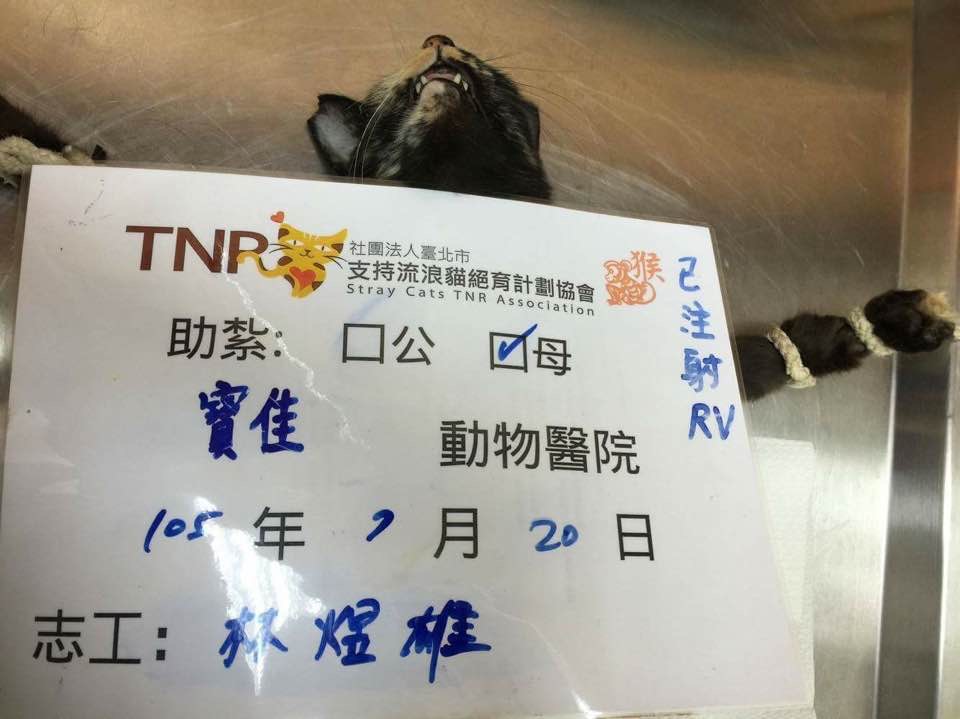 TNR
社團法人臺北市
支持流浪貓絕育計劃協會
Stray Cats TNR Association
猴
助紮: 口公 口母
寶佳 動物醫院
105 年 7 月 20 日
志工: 林煜雄
已注射RV